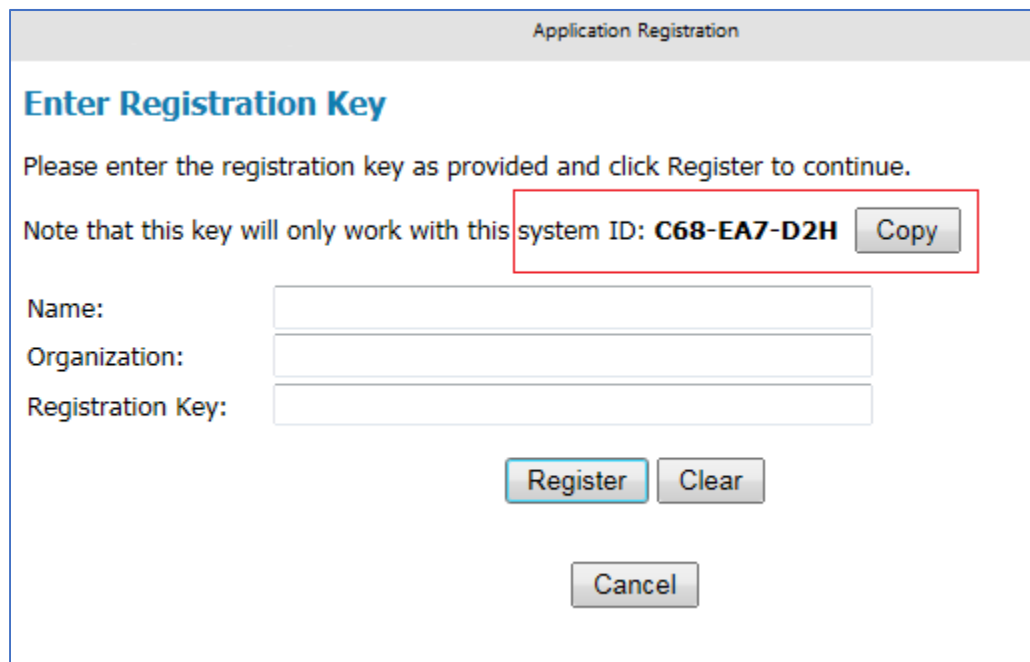 Application Registration
Enter Registration Key
Please enter the registration key as provided and click Register to continue.
Note that this key will only work with this system ID: C68-EA7-D2H Copy
Name:
Organization:
Registration Key:
Register Clear
Cancel